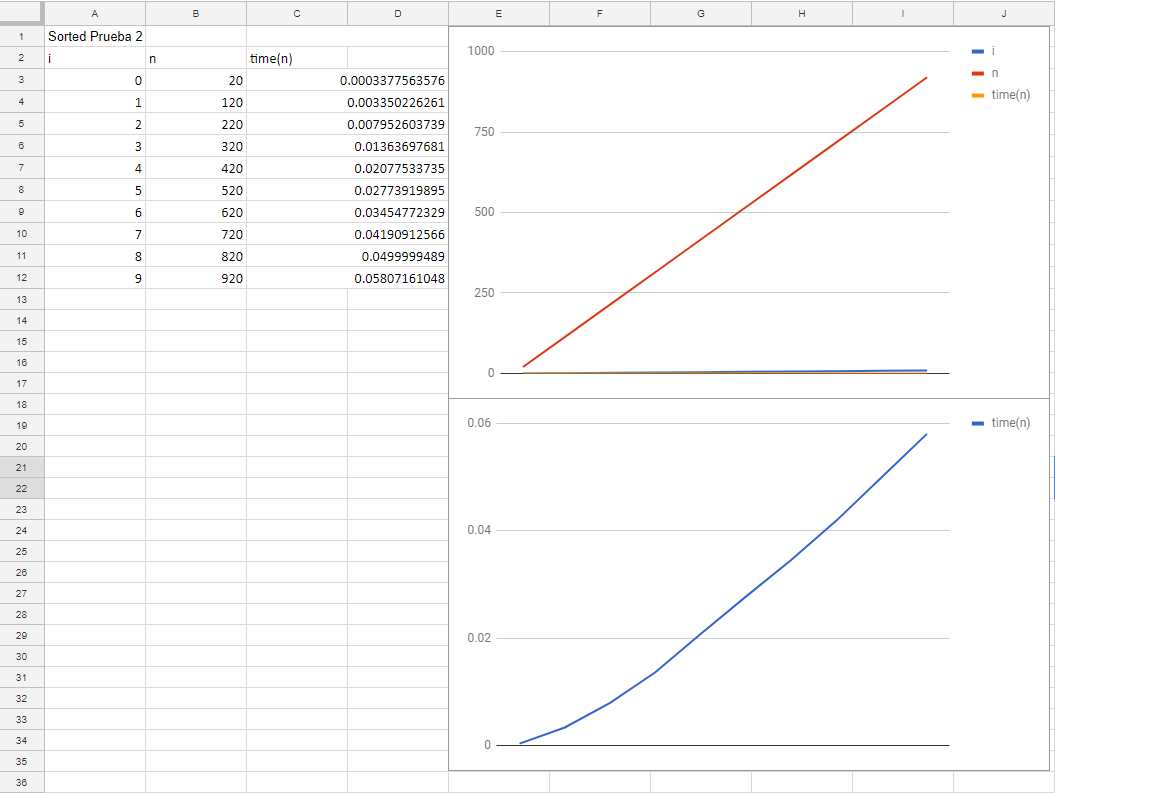 A B C D E F G H I J
1 Sorted Prueba 2
2 i n time(n)
3 0 20 0.0003377563576
4 1 120 0.003350226261
5 2 220 0.007952603739
6 3 320 0.01363697681
7 4 420 0.02077533735
8 5 520 0.02773919895
9 6 620 0.03454772329
10 7 720 0.04190912566
11 8 820 0.0499999489
12 9 920 0.05807161048
13
14
15
16
17
18
19
20
21
22
23
24
25
26
27
28
29
30
31
32
33
34
35
36
1000
750
500
250
0
i
n
time(n)
0.06
0.04
0.02
0
time(n)